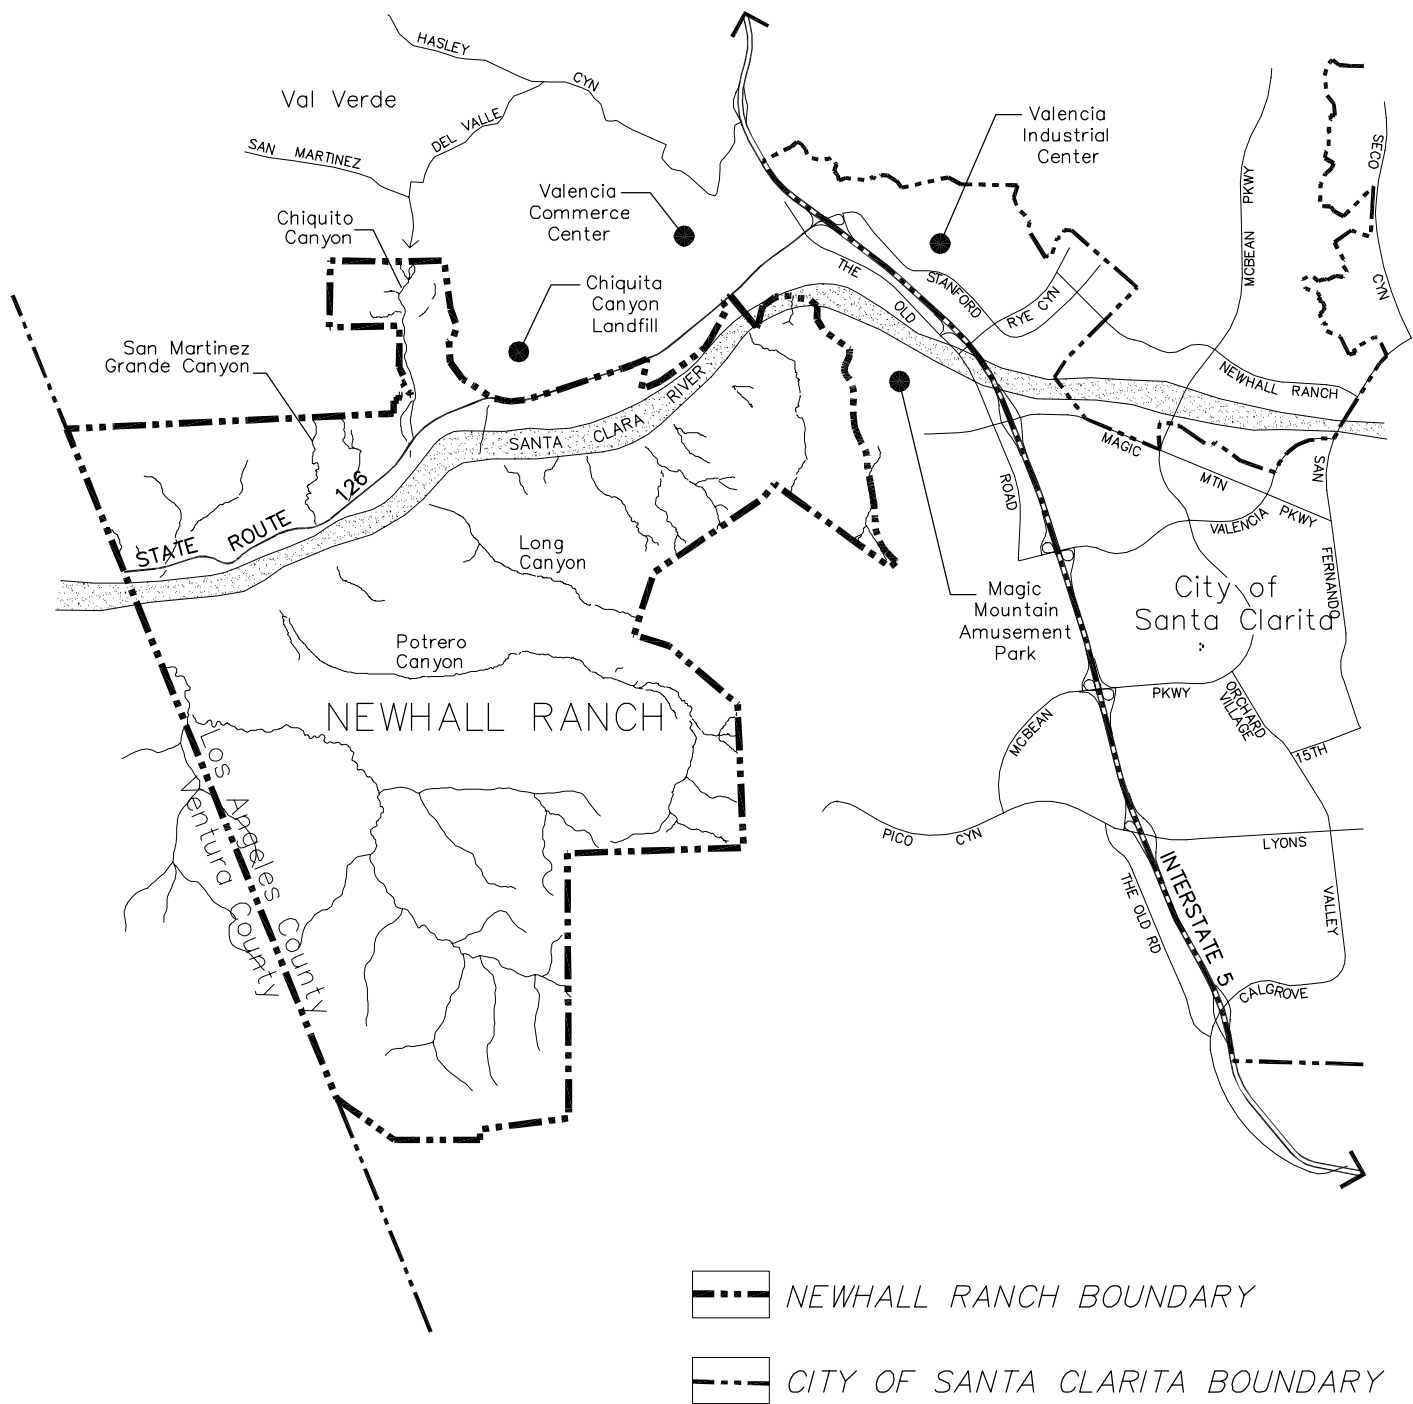 HASLEY
CYN
Val Verde
DEL VALLE
SAN MARTINEZ
Valencia
Industrial
Center
SECO
CYN
MCBEAN PKWY
Valencia
Commerce
Center
Chiquito
Canyon
THE OLD
ROAD
STANFORD
RYE CYN
Chiquita
Canyon
Landfill
San Martinez
Grande Canyon
NEWHALL RANCH
SANTA CLARA RIVER
MAGIC
MTN
PKWY
VALENCIA
SAN
FERNANDO
STATE ROUTE 126
Long
Canyon
Magic
Mountain
Amusement
Park
City of
Santa Clarita
Potrero
Canyon
NEWHALL RANCH
MCBEAN
PKWY
ORCHARD
VILLAGE
15TH
Los Angeles County
Ventura County
PICO CYN
LYONS
THE OLD RD
INTERSTATE 5
VALLEY
CALGROVE
NEWHALL RANCH BOUNDARY
CITY OF SANTA CLARITA BOUNDARY